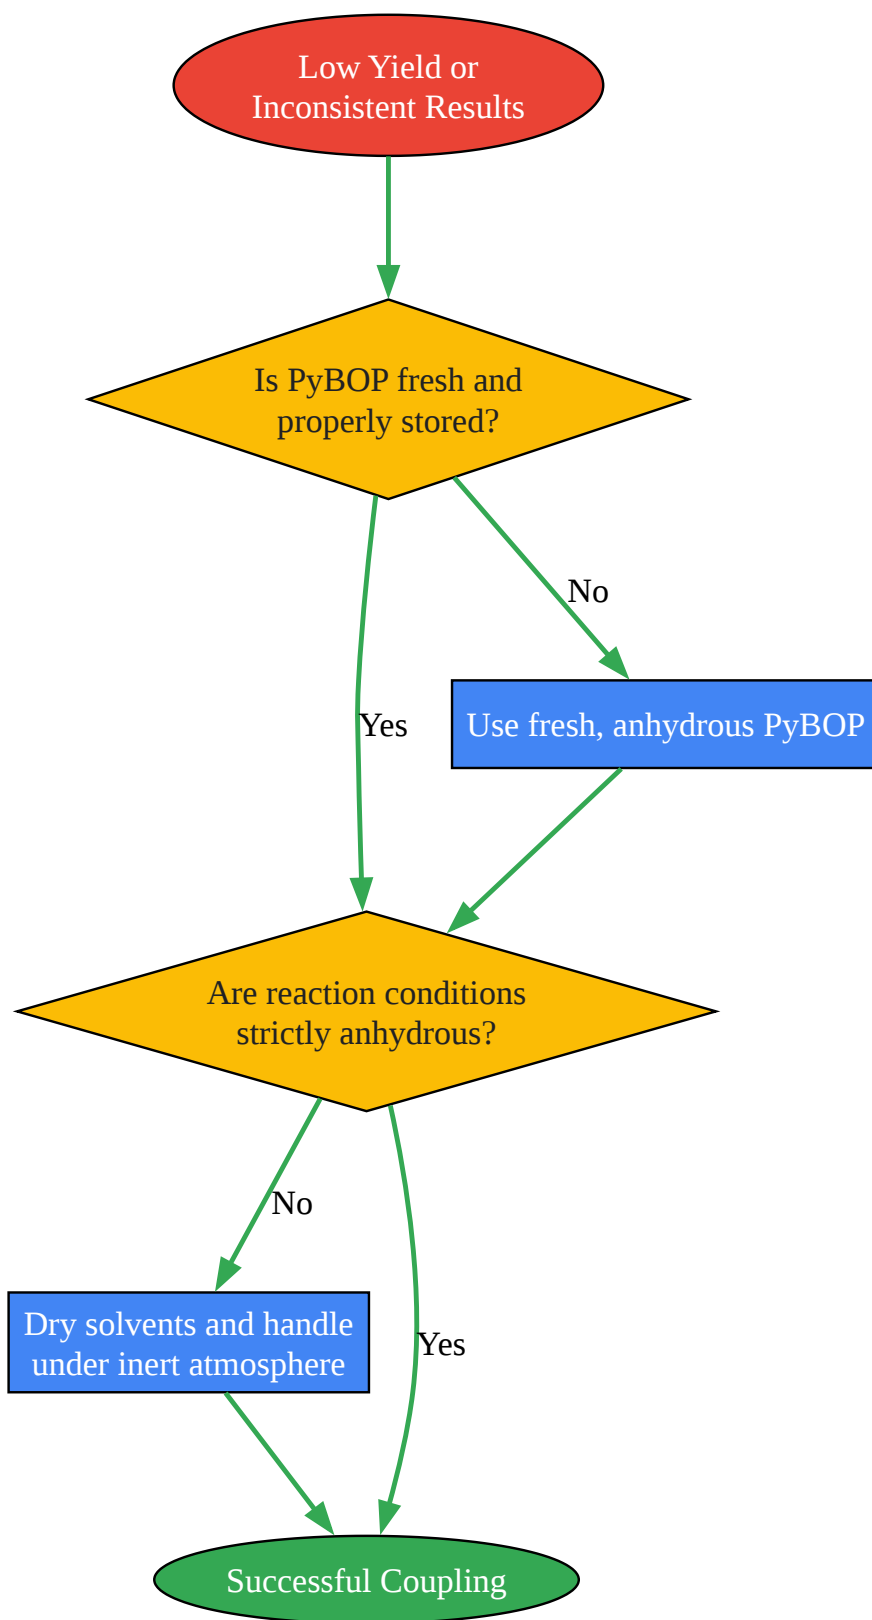 Low Yield or
Inconsistent Results
Is PyBOP fresh and
properly stored?
No
Yes
Use fresh, anhydrous PyBOP
Are reaction conditions
strictly anhydrous?
No
Dry solvents and handle
under inert atmosphere
Yes
Successful Coupling